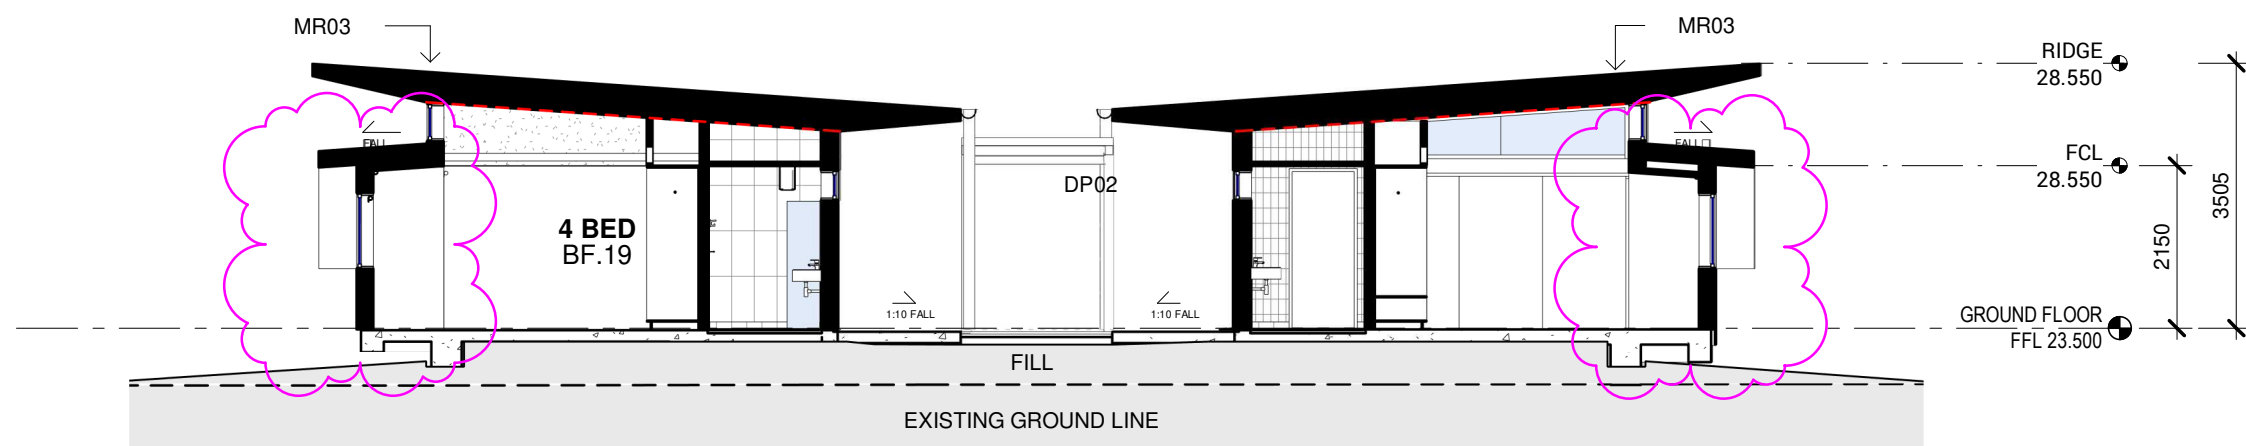 MR03
MR03
RIDGE
28.550
FALL
FALL
FCL
28.550
DP02
3505
4 BED
BF.19
2150
1:10 FALL
1:10 FALL
GROUND FLOOR
FFL 23.500
FILL
EXISTING GROUND LINE